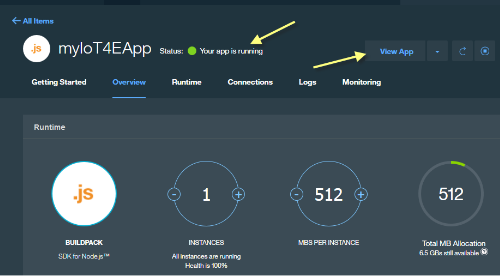 All Items
.js
myIoT4EApp
Status: Your app is running
View App
Getting Started
Overview
Runtime
Connections
Logs
Monitoring
Runtime
.js
BUILDPACK
SDK for Node.js™
- 1 +
INSTANCES
All instances are running
Health is 100%
- 512 +
MBS PER INSTANCE
512
Total MB Allocation
6.5 GBs still available